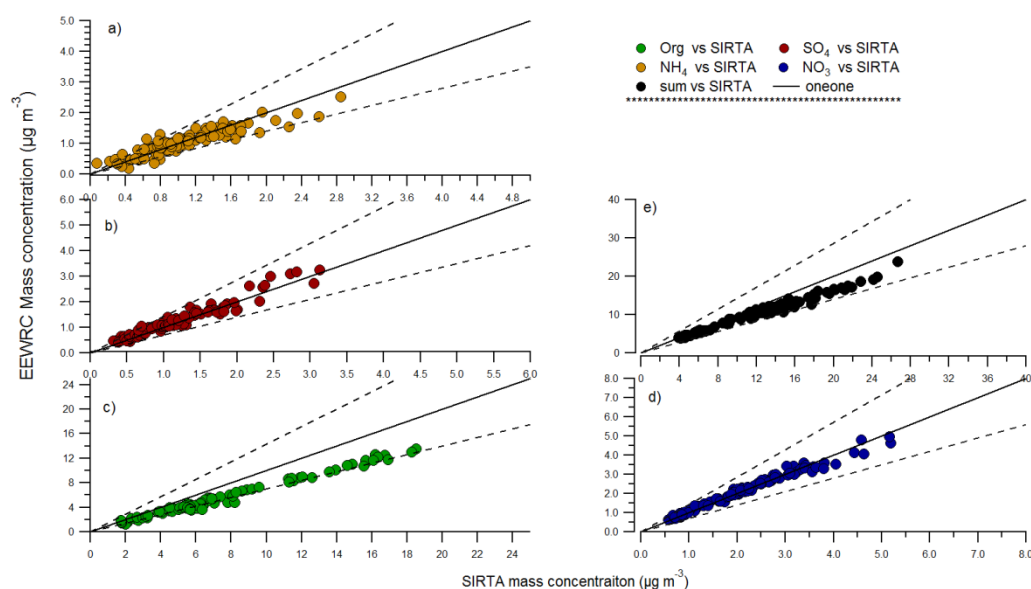 a)
5.0
4.0
3.0
2.0
1.0
0.0
0.0 0.4 0.8 1.2 1.6 2.0 2.4 2.8 3.2 3.6 4.0 4.4 4.8
b)
6.0
5.0
4.0
3.0
2.0
1.0
0.0
0.0 0.5 1.0 1.5 2.0 2.5 3.0 3.5 4.0 4.5 5.0 5.5 6.0
c)
24
20
16
12
8
4
0
0 2 4 6 8 10 12 14 16 18 20 22 24
EEWRC Mass concentration (µg m⁻³)
Org vs SIRTA SO₄ vs SIRTA
NH₄ vs SIRTA NO₃ vs SIRTA
sum vs SIRTA oneone
***********************************************
e)
40
30
20
10
0
0 4 8 12 16 20 24 28 32 36 40
d)
8.0
7.0
6.0
5.0
4.0
3.0
2.0
1.0
0.0
0.0 1.0 2.0 3.0 4.0 5.0 6.0 7.0 8.0
SIRTA mass concentraiton (µg m⁻³)